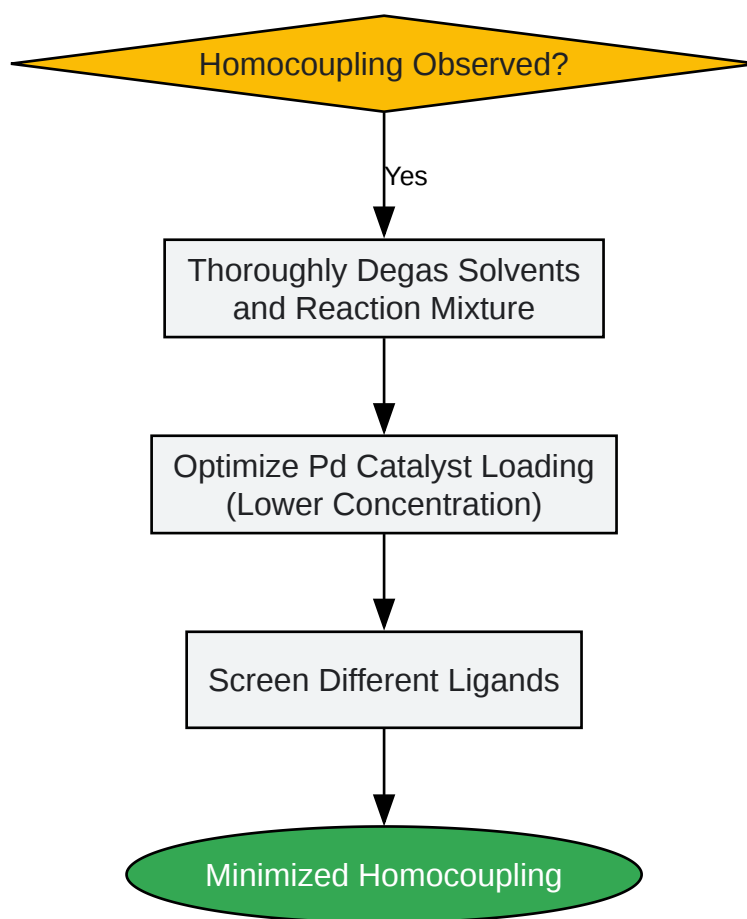 Homocoupling Observed?
Yes
Thoroughly Degas Solvents
and Reaction Mixture
Optimize Pd Catalyst Loading
(Lower Concentration)
Screen Different Ligands
Minimized Homocoupling